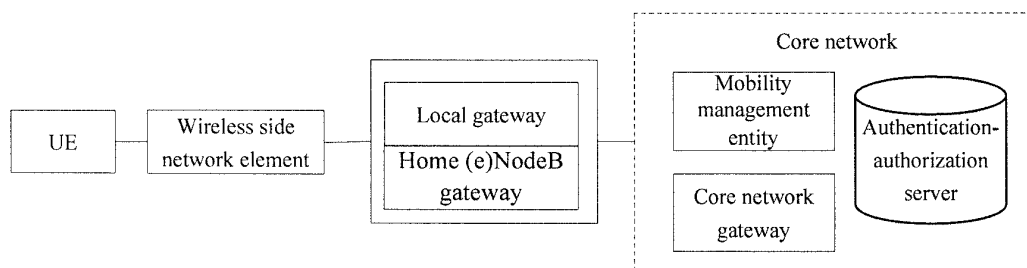 UE
Wireless side
network element
Local gateway
Home (e)NodeB
gateway
Core network
Mobility
management
entity
Core network
gateway
Authentication-
authorization
server